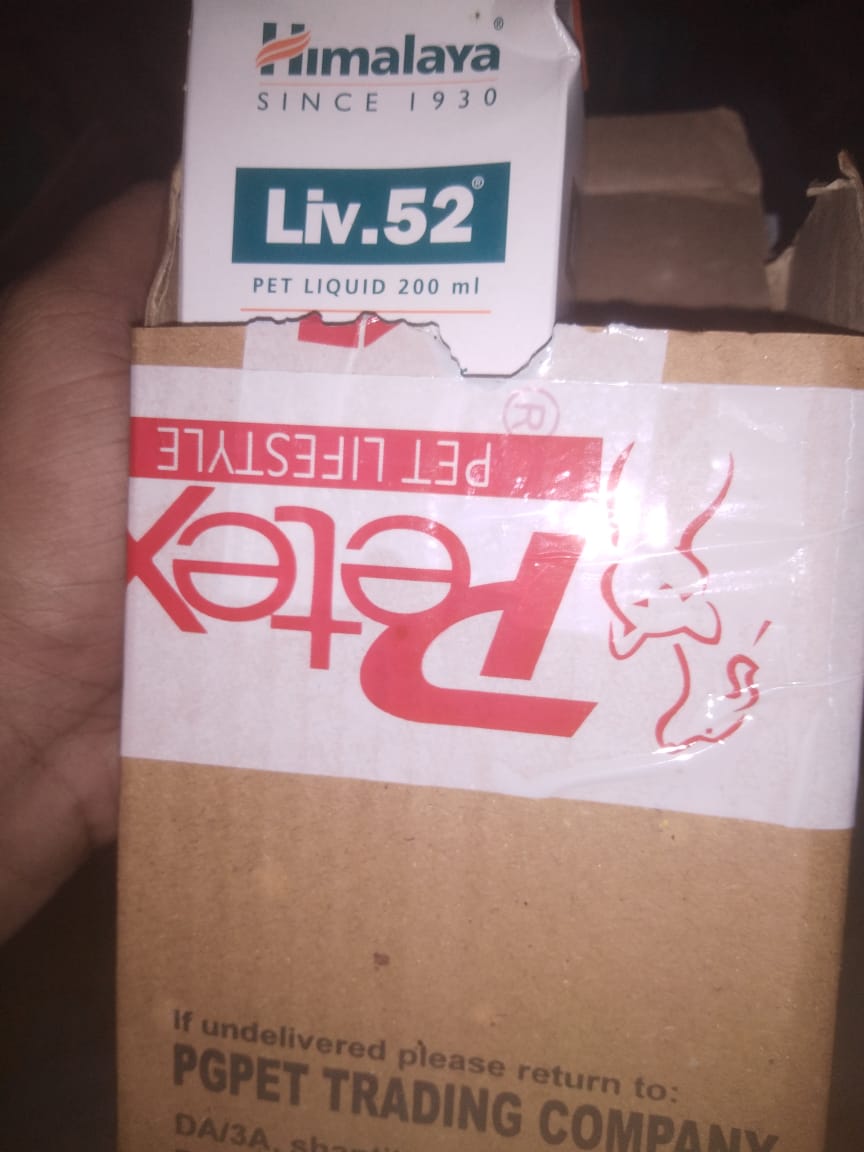 Himalaya®
SINCE 1930
Liv.52®
PET LIQUID 200 ml
®
PET LIFESTYLE
Petex
If undelivered please return to:
PGPET TRADING COMPANY
DA/3A,